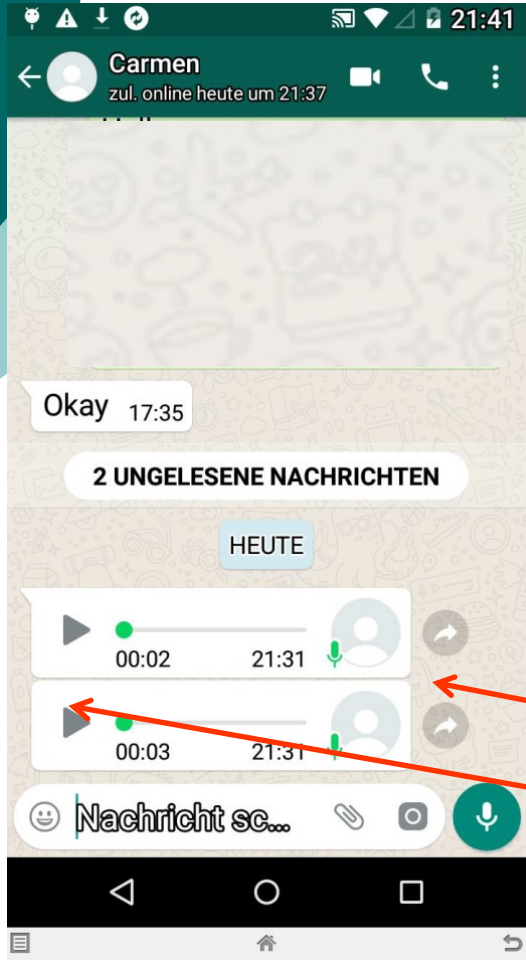 21:41
Carmen
zul. online heute um 21:37
Okay 17:35
2 UNGELESENE NACHRICHTEN
HEUTE
00:02 21:31
00:03 21:31
Nachricht sc...